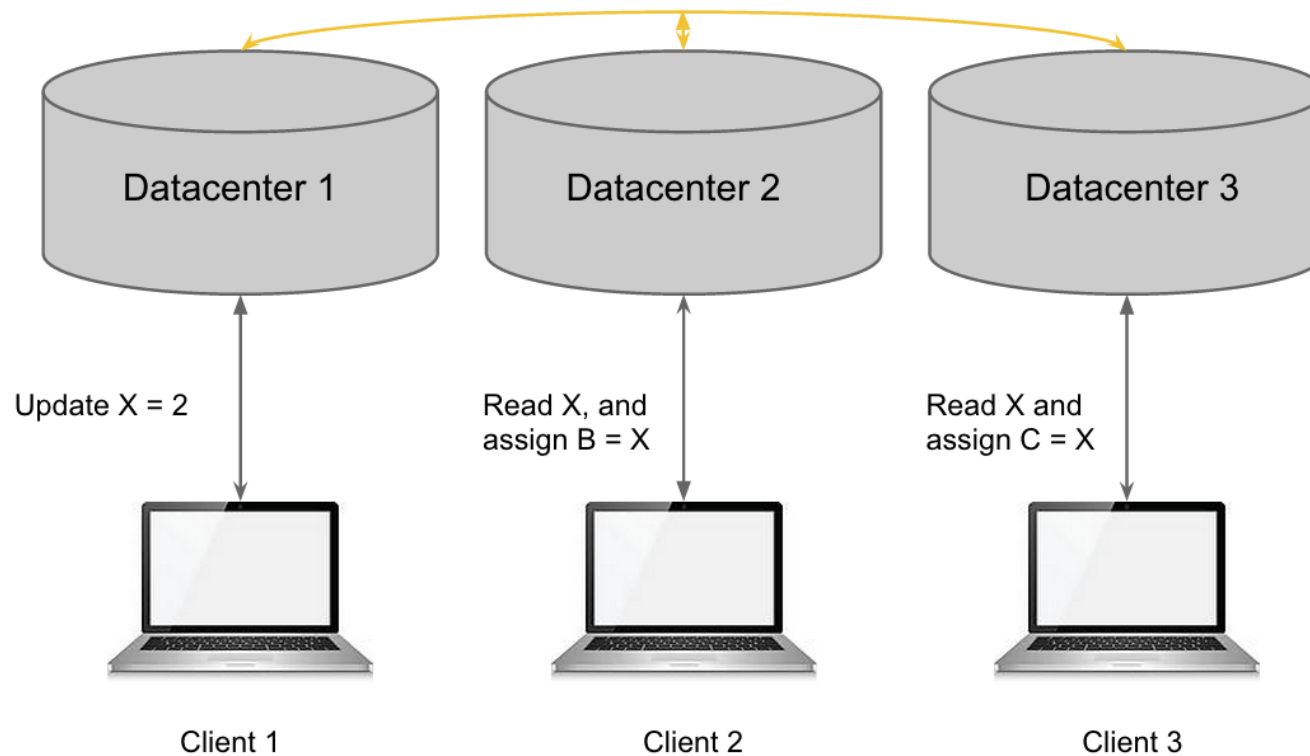 Datacenter 1
Datacenter 2
Datacenter 3
Update X = 2
Read X, and
assign B = X
Read X and
assign C = X
Client 1
Client 2
Client 3